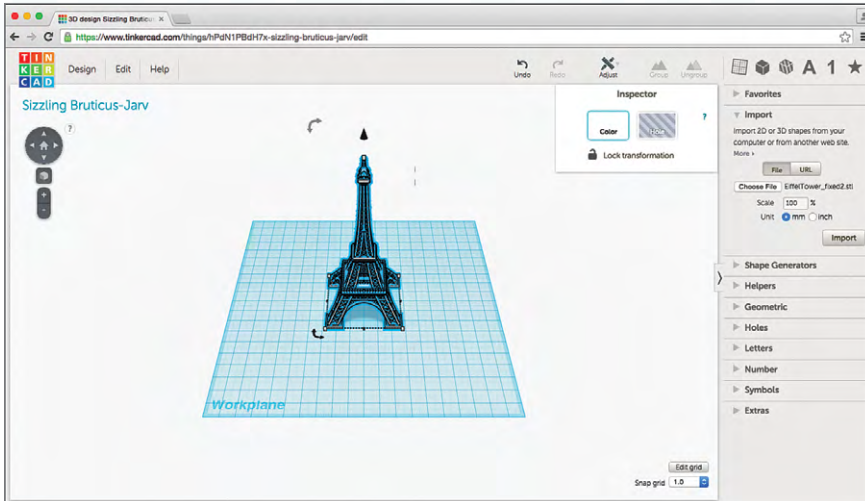 3D design Sizzling Bruticus
https://www.tinkercad.com/things/hPdN1PBdH7x-sizzling-bruticus-jarv/edit
TIN
KER
CAD
Design
Edit
Help
Undo
Redo
Adjust
Group
Ungroup
A
1
Sizzling Bruticus-Jarv
?
+
-
Inspector
Color
Hole
?
Lock transformation
Workplane
Edit grid
Snap grid 1.0
Favorites
Import
Import 2D or 3D shapes from your
computer or from another web site.
More ›
File
URL
Choose File EiffelTower_fixed2.stl
Scale 100 %
Unit mm inch
Import
Shape Generators
Helpers
Geometric
Holes
Letters
Number
Symbols
Extras